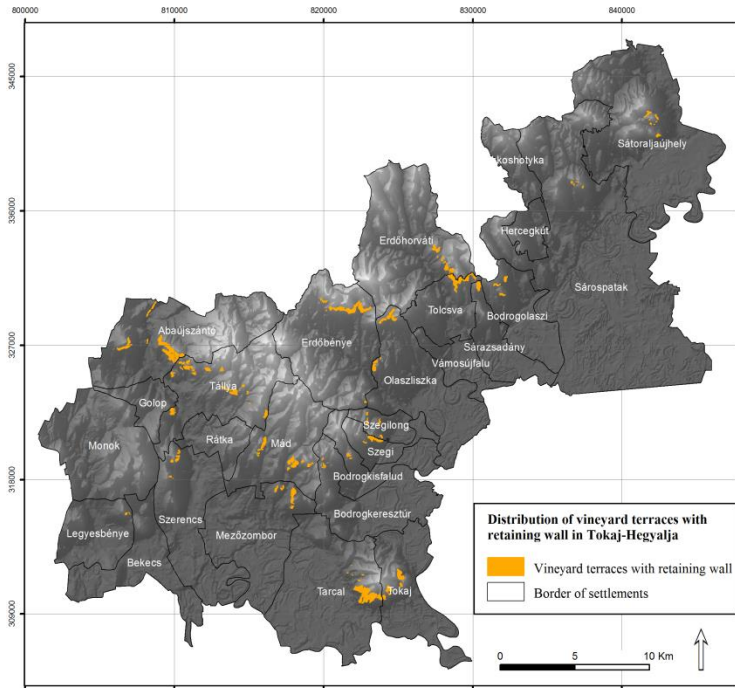 800000 810000 820000 830000 840000
345000
Sátoraljaújhely
koshotyka
336000
Hercegkút
Erdőhorváti
Sárospatak
Tolcsva
Bodrogolaszi
Abaújszántó
327000
Erdőbénye
Sárazsadány
Vámosújfalu
Olaszliszka
Tállya
Golop
Szegilong
Rátka
Mád
Monok
Szegi
Bodrogkisfalud
318000
Bodrogkeresztúr
Szerencs
Legyesbénye
Mezőzombor
Bekecs
Tarcal
Tokaj
309000
Distribution of vineyard terraces with
retaining wall in Tokaj-Hegyalja
Vineyard terraces with retaining wall
Border of settlements
0 5 10 Km